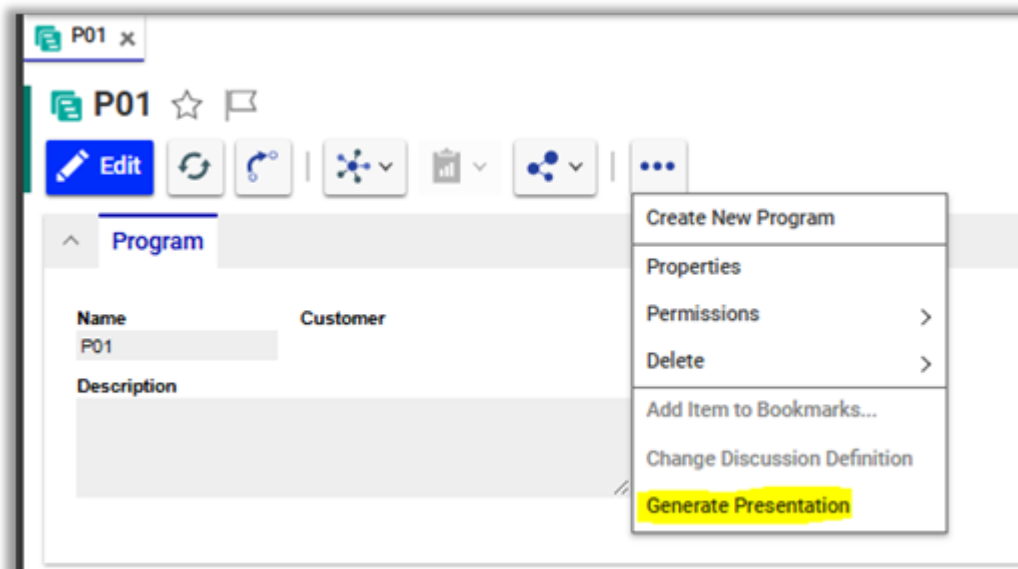 P01
P01
Edit
Create New Program
Program
Properties
Name
Customer
Permissions
P01
Delete
Description
Add Item to Bookmarks...
Change Discussion Definition
Generate Presentation